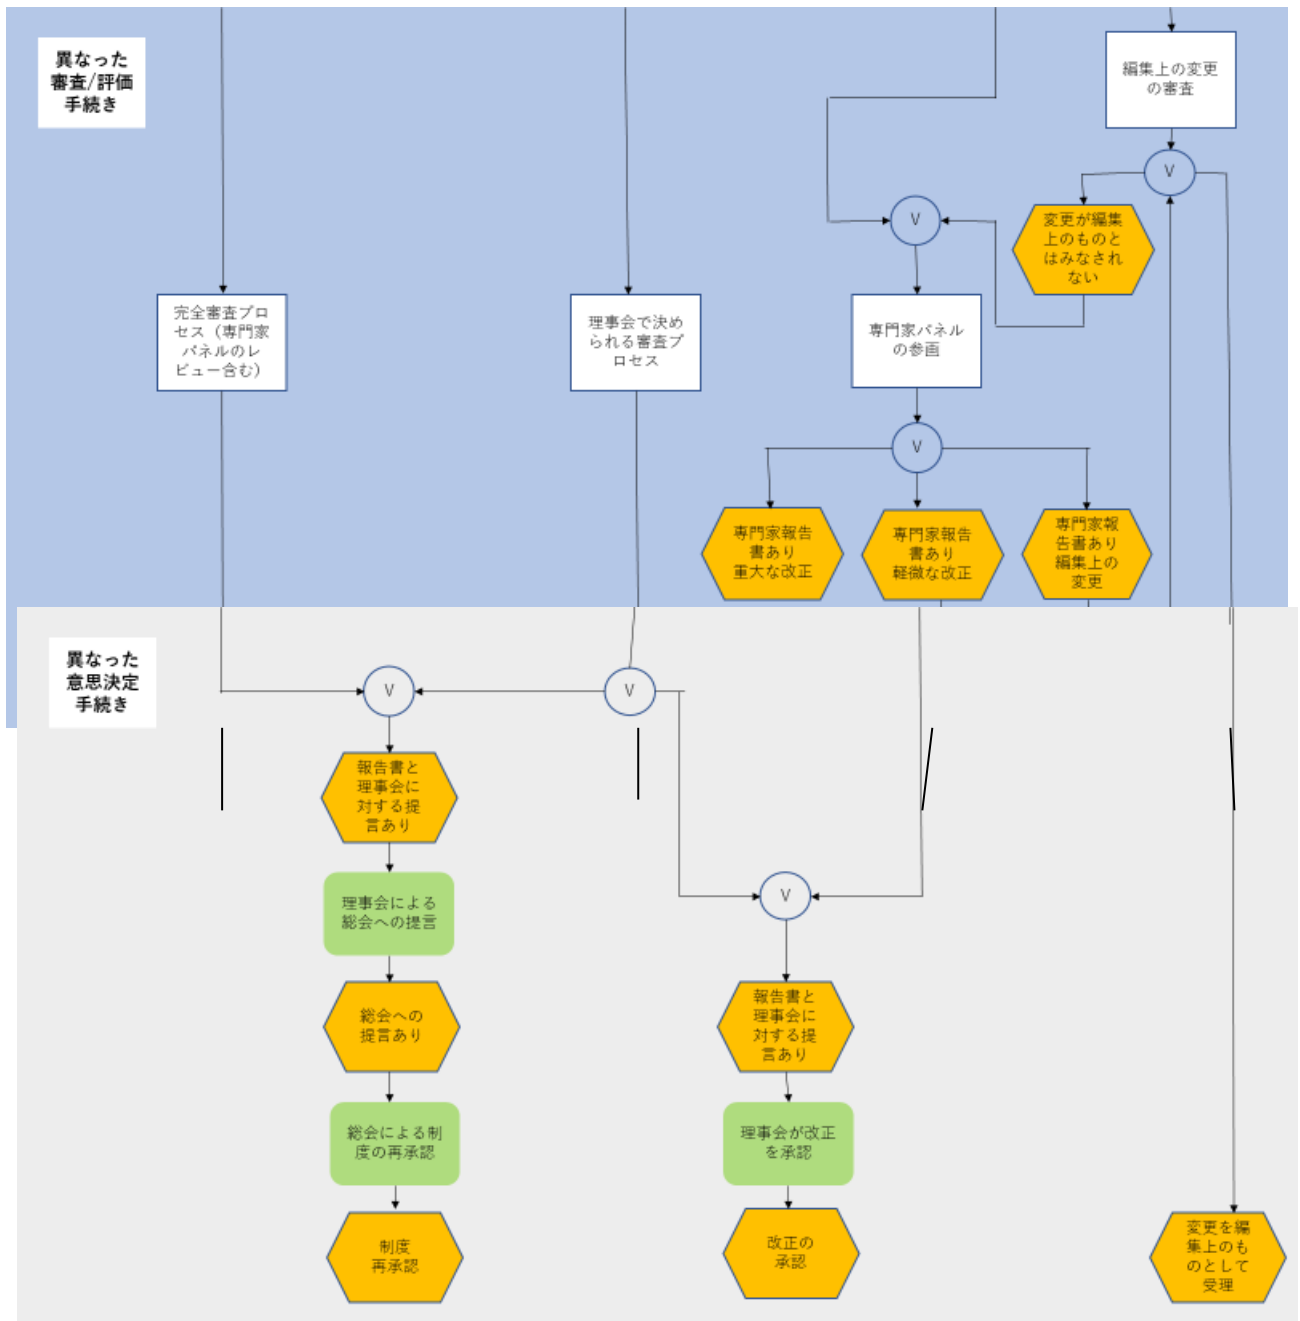 異なった
審査/評価
手続き
編集上の変更
の審査
V
V
変更が編集
上のものと
はみなされ
ない
完全審査プロ
セス（専門家
パネルのレ
ビュー含む）
理事会で決め
られる審査プ
ロセス
専門家パネル
の参画
V
専門家報告
書あり
重大な改正
専門家報告
書あり
軽微な改正
専門家報
告書あり
編集上の
変更
異なった
意思決定
手続き
V
V
報告書と
理事会に
対する提
言あり
理事会による
総会への提言
V
総会への
提言あり
報告書と
理事会に
対する提
言あり
総会による制
度の再承認
理事会が改正
を承認
制度
再承認
改正の
承認
変更を編
集上のも
のとして
受理